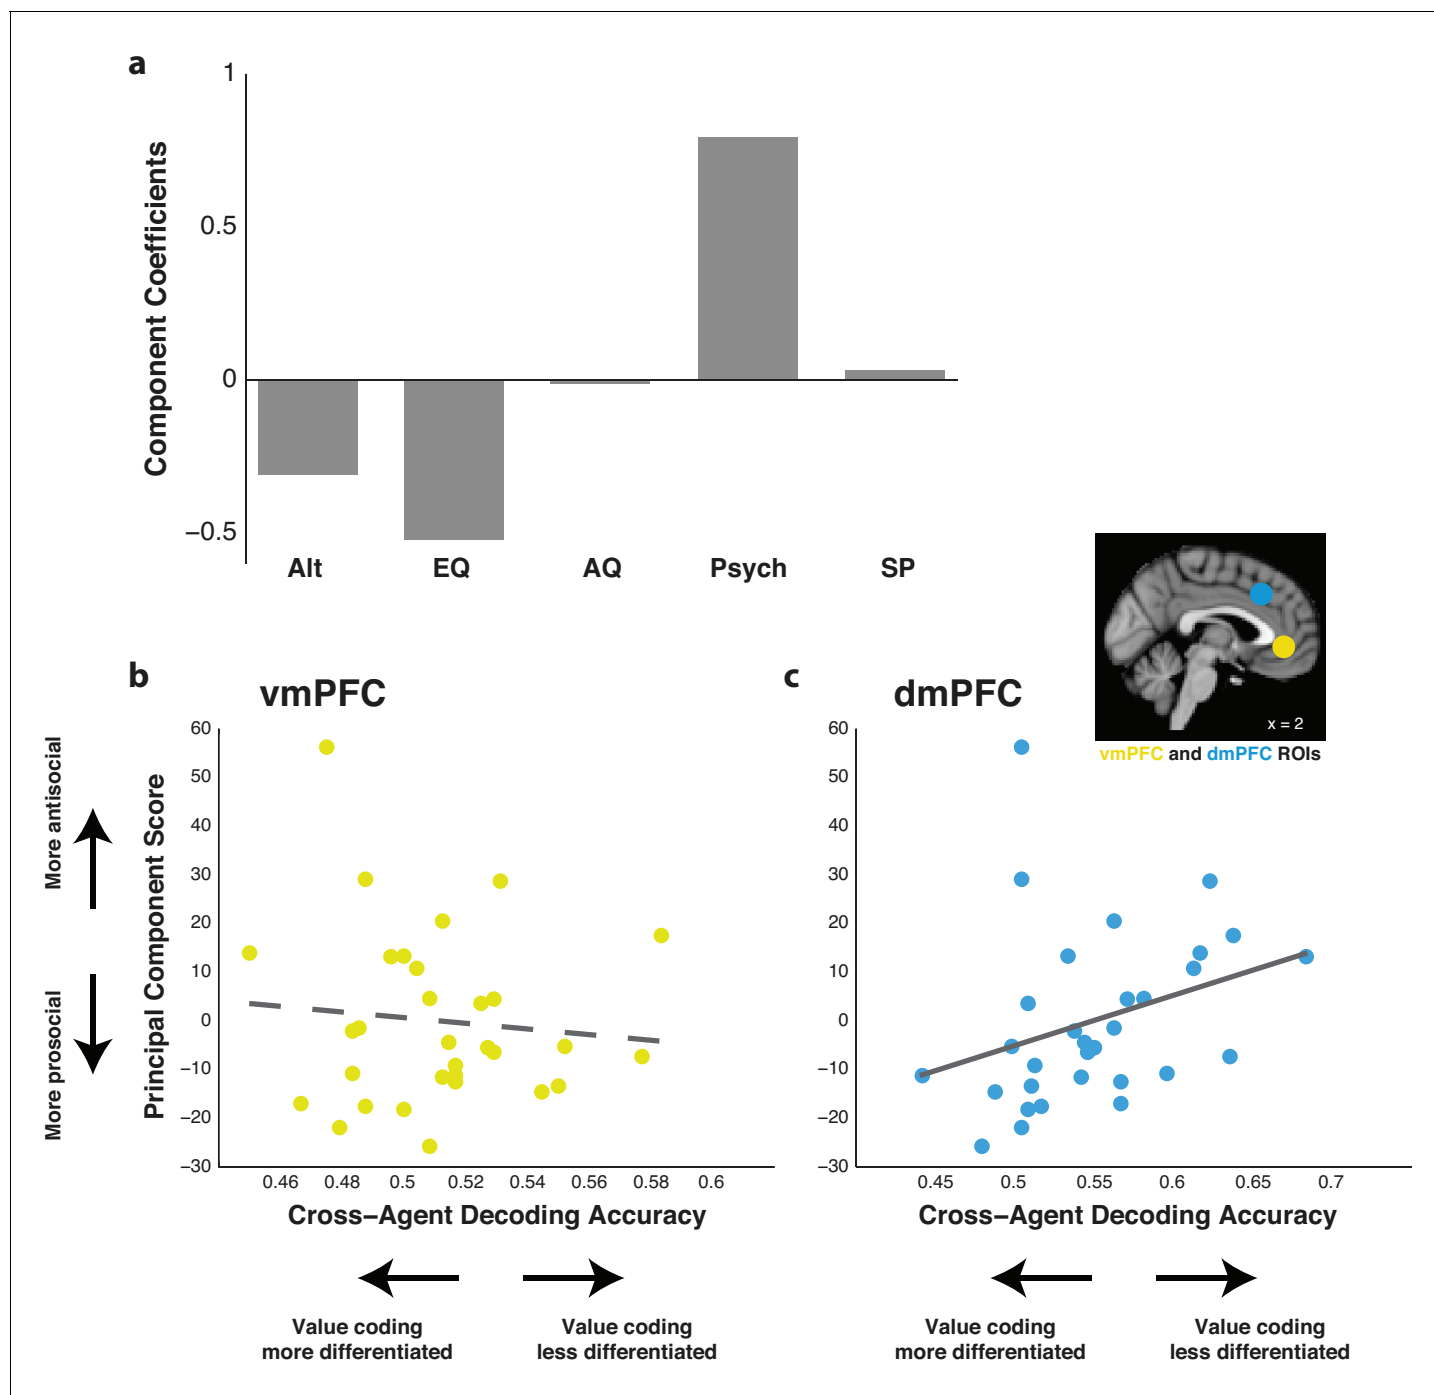 a
1
0.5
0
−0.5
Component Coefficients
Alt
EQ
AQ
Psych
SP
x = 2
vmPFC and dmPFC ROIs
b
vmPFC
More antisocial
More prosocial
Principal Component Score
60
50
40
30
20
10
0
−10
−20
−30
0.46
0.48
0.5
0.52
0.54
0.56
0.58
0.6
Cross−Agent Decoding Accuracy
Value coding
more differentiated
Value coding
less differentiated
c
dmPFC
60
50
40
30
20
10
0
−10
−20
−30
0.45
0.5
0.55
0.6
0.65
0.7
Cross−Agent Decoding Accuracy
Value coding
more differentiated
Value coding
less differentiated